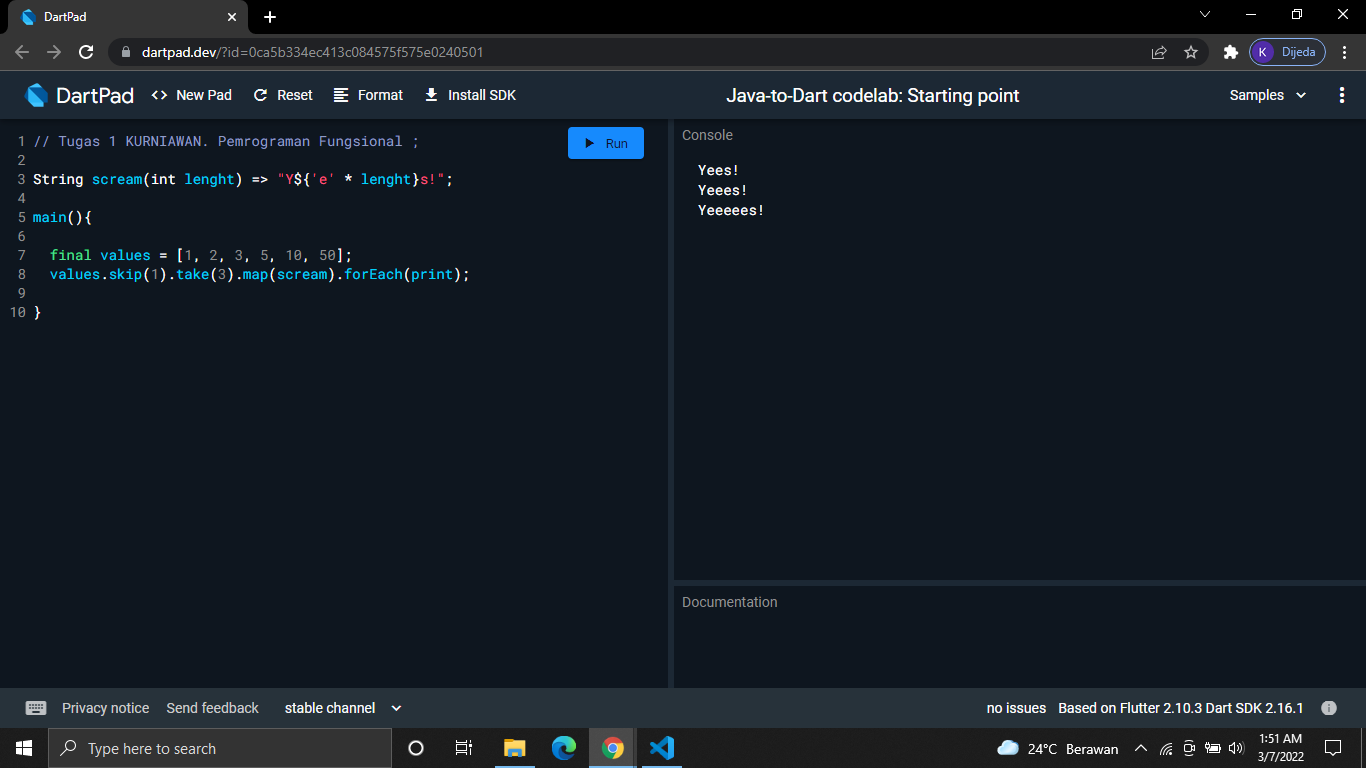 DartPad
dartpad.dev/?id=0ca5b334ec413c084575f575e0240501
K Dijeda
DartPad
<> New Pad
Reset
Format
Install SDK
Java-to-Dart codelab: Starting point
Samples
1 // Tugas 1 KURNIAWAN. Pemrograman Fungsional ;
2
3 String scream(int lenght) => "Y${'e' * lenght}s!";
4
5 main(){
6
7 final values = [1, 2, 3, 5, 10, 50];
8 values.skip(1).take(3).map(scream).forEach(print);
9
10 }
Run
Console
Yees!
Yeees!
Yeeeees!
Documentation
Privacy notice
Send feedback
stable channel
no issues
Based on Flutter 2.10.3 Dart SDK 2.16.1
Type here to search
24°C Berawan
1:51 AM
3/7/2022